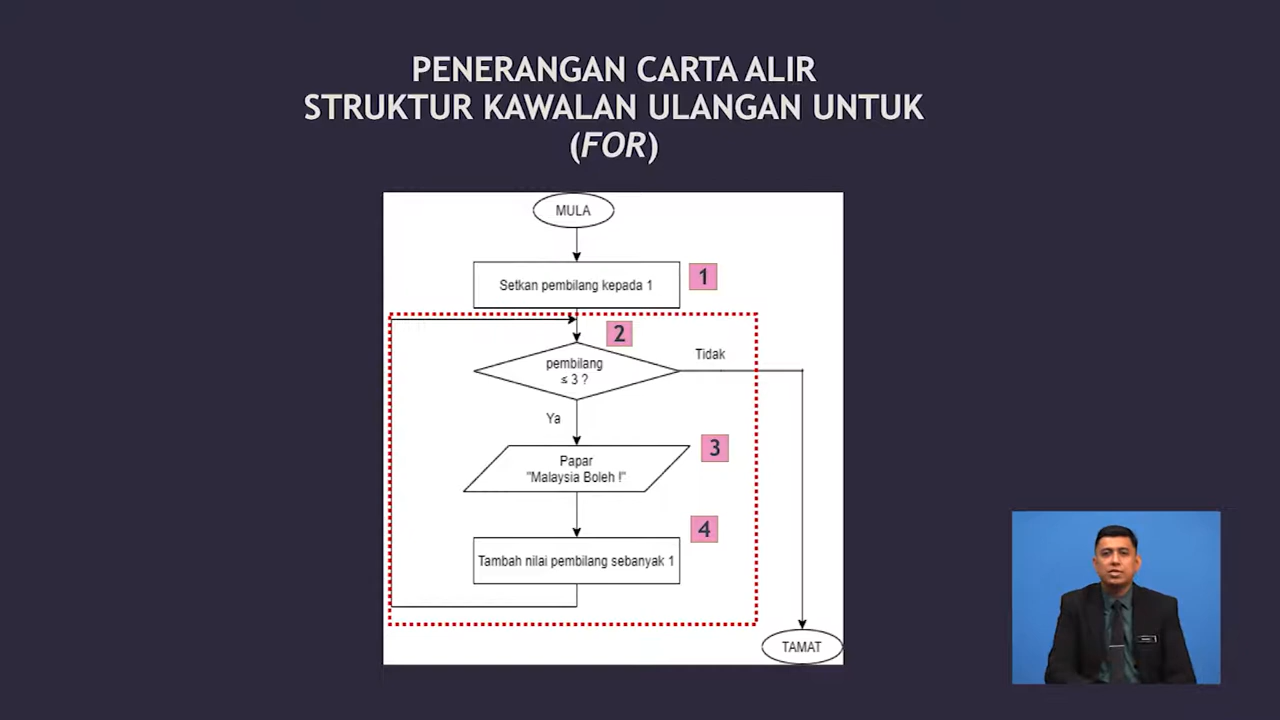 PENERANGAN CARTA ALIR
STRUKTUR KAWALAN ULANGAN UNTUK
(FOR)
MULA
Setkan pembilang kepada 1
1
2
pembilang
≤ 3 ?
Tidak
Ya
Papar
"Malaysia Boleh !"
3
4
Tambah nilai pembilang sebanyak 1
TAMAT